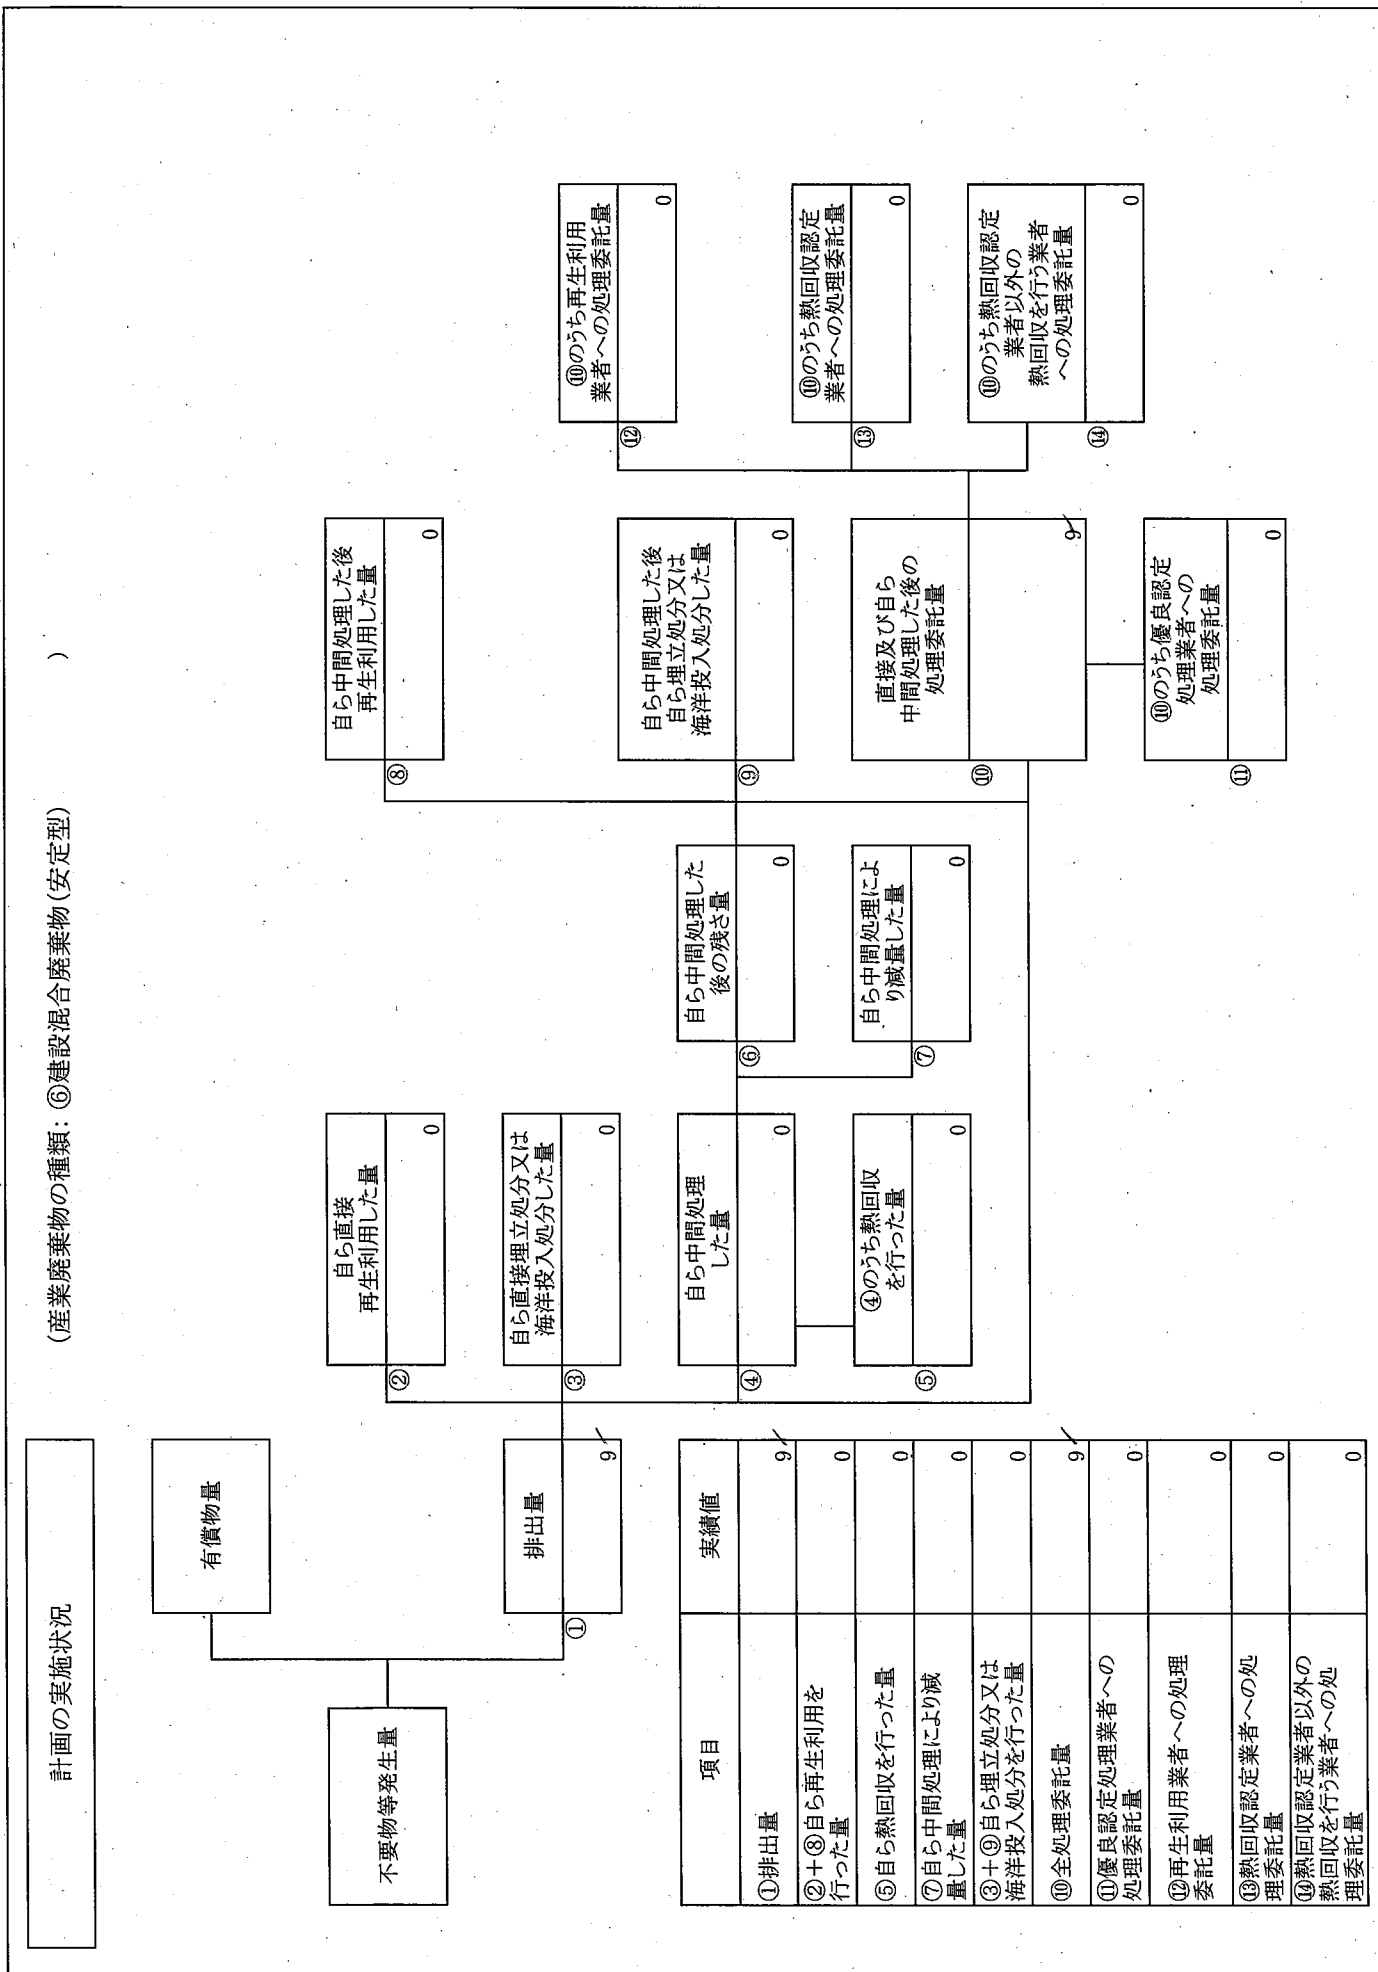 計画の実施状況
(産業廃棄物の種類：⑥建設混合廃棄物(安定型)
)
不要物等発生量
有償物量
①
排出量
9
②
自ら直接
再生利用した量
0
③
自ら直接埋立処分又は
海洋投入処分した量
0
④
自ら中間処理
した量
0
⑤
④のうち熱回収
を行った量
0
⑥
自ら中間処理した
後の残さ量
0
⑦
自ら中間処理によ
り減量した量
0
⑧
自ら中間処理した後
再生利用した量
0
⑨
自ら中間処理した後
自ら埋立処分又は
海洋投入処分した量
0
⑩
直接及び自ら
中間処理した後の
処理委託量
9
⑪
⑩のうち優良認定
処理業者への
処理委託量
0
⑫
⑩のうち再生利用
業者への処理委託量
0
⑬
⑩のうち熱回収認定
業者への処理委託量
0
⑭
⑩のうち熱回収認定
業者以外の
熱回収を行う業者
への処理委託量
0
項目 実績値
①排出量 9
②+⑧自ら再生利用を
行った量 0
⑤自ら熱回収を行った量 0
⑦自ら中間処理により減
量した量 0
③+⑨自ら埋立処分又は
海洋投入処分を行った量 0
⑩全処理委託量 9
⑪優良認定処理業者への
処理委託量 0
⑫再生利用業者への処理
委託量 0
⑬熱回収認定業者への処
理委託量 0
⑭熱回収認定業者以外の
熱回収を行う業者への処
理委託量 0